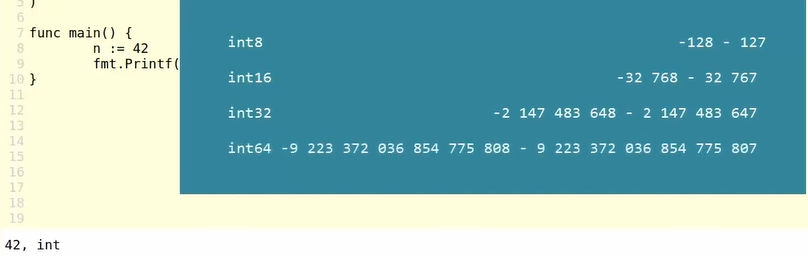 5 )
6
7 func main() {
8 n := 42
9 fmt.Printf(
10 }
11
12
13
14
15
16
17
18
19
int8 -128 - 127
int16 -32 768 - 32 767
int32 -2 147 483 648 - 2 147 483 647
int64 -9 223 372 036 854 775 808 - 9 223 372 036 854 775 807
42, int